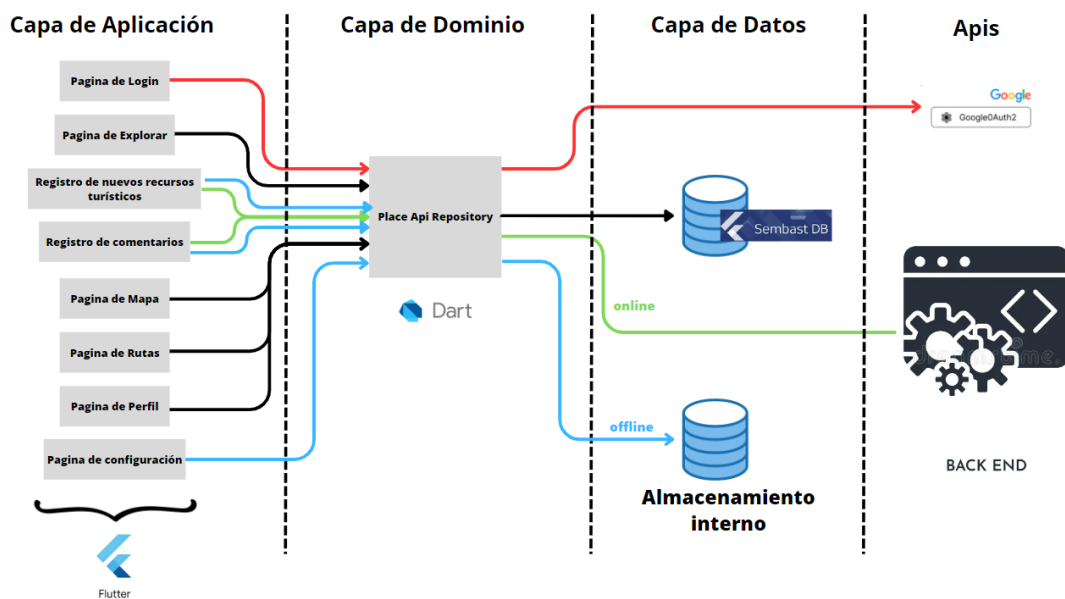 Capa de Aplicación
Capa de Dominio
Capa de Datos
Apis
Pagina de Login
Pagina de Explorar
Registro de nuevos recursos
turísticos
Registro de comentarios
Pagina de Mapa
Pagina de Rutas
Pagina de Perfil
Pagina de configuración
Flutter
Place Api Repository
Dart
Sembast DB
online
offline
Almacenamiento
interno
Google
Google0Auth2
BACK END